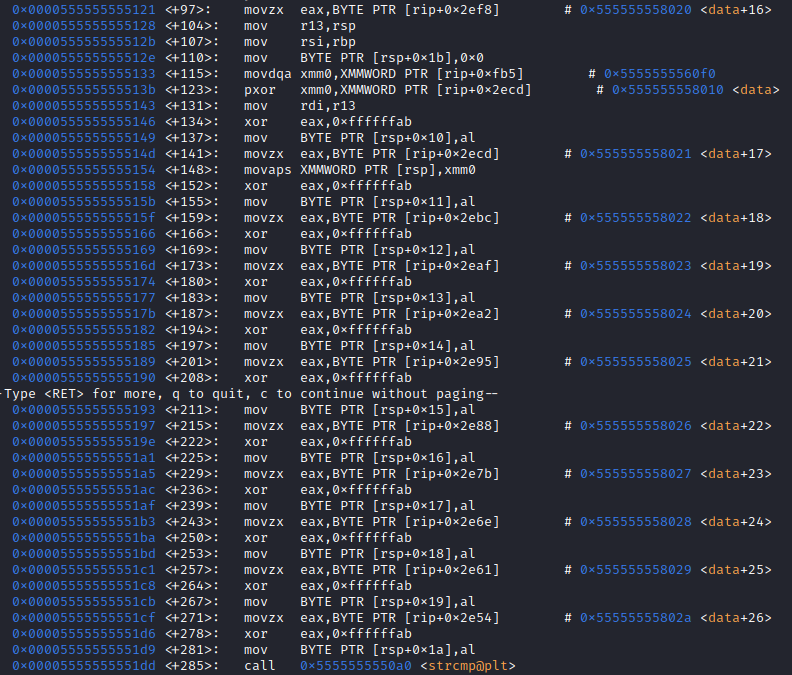 0×0000555555555121 <+97>:   movzx  eax,BYTE PTR [rip+0×2ef8]        # 0×555555558020 <data+16>
0×0000555555555128 <+104>:  mov    r13,rsp
0×000055555555512b <+107>:  mov    rsi,rbp
0×000055555555512e <+110>:  mov    BYTE PTR [rsp+0×1b],0×0
0×0000555555555133 <+115>:  movdqa xmm0,XMMWORD PTR [rip+0×fb5]        # 0×5555555560f0
0×000055555555513b <+123>:  pxor   xmm0,XMMWORD PTR [rip+0×2ecd]        # 0×555555558010 <data>
0×0000555555555143 <+131>:  mov    rdi,r13
0×0000555555555146 <+134>:  xor    eax,0×ffffffab
0×0000555555555149 <+137>:  mov    BYTE PTR [rsp+0×10],al
0×000055555555514d <+141>:  movzx  eax,BYTE PTR [rip+0×2ecd]        # 0×555555558021 <data+17>
0×0000555555555154 <+148>:  movaps XMMWORD PTR [rsp],xmm0
0×0000555555555158 <+152>:  xor    eax,0×ffffffab
0×000055555555515b <+155>:  mov    BYTE PTR [rsp+0×11],al
0×000055555555515f <+159>:  movzx  eax,BYTE PTR [rip+0×2ebc]        # 0×555555558022 <data+18>
0×0000555555555166 <+166>:  xor    eax,0×ffffffab
0×0000555555555169 <+169>:  mov    BYTE PTR [rsp+0×12],al
0×000055555555516d <+173>:  movzx  eax,BYTE PTR [rip+0×2eaf]        # 0×555555558023 <data+19>
0×0000555555555174 <+180>:  xor    eax,0×ffffffab
0×0000555555555177 <+183>:  mov    BYTE PTR [rsp+0×13],al
0×000055555555517b <+187>:  movzx  eax,BYTE PTR [rip+0×2ea2]        # 0×555555558024 <data+20>
0×0000555555555182 <+194>:  xor    eax,0×ffffffab
0×0000555555555185 <+197>:  mov    BYTE PTR [rsp+0×14],al
0×0000555555555189 <+201>:  movzx  eax,BYTE PTR [rip+0×2e95]        # 0×555555558025 <data+21>
0×0000555555555190 <+208>:  xor    eax,0×ffffffab
-Type <RET> for more, q to quit, c to continue without paging--
0×0000555555555193 <+211>:  mov    BYTE PTR [rsp+0×15],al
0×0000555555555197 <+215>:  movzx  eax,BYTE PTR [rip+0×2e88]        # 0×555555558026 <data+22>
0×000055555555519e <+222>:  xor    eax,0×ffffffab
0×00005555555551a1 <+225>:  mov    BYTE PTR [rsp+0×16],al
0×00005555555551a5 <+229>:  movzx  eax,BYTE PTR [rip+0×2e7b]        # 0×555555558027 <data+23>
0×00005555555551ac <+236>:  xor    eax,0×ffffffab
0×00005555555551af <+239>:  mov    BYTE PTR [rsp+0×17],al
0×00005555555551b3 <+243>:  movzx  eax,BYTE PTR [rip+0×2e6e]        # 0×555555558028 <data+24>
0×00005555555551ba <+250>:  xor    eax,0×ffffffab
0×00005555555551bd <+253>:  mov    BYTE PTR [rsp+0×18],al
0×00005555555551c1 <+257>:  movzx  eax,BYTE PTR [rip+0×2e61]        # 0×555555558029 <data+25>
0×00005555555551c8 <+264>:  xor    eax,0×ffffffab
0×00005555555551cb <+267>:  mov    BYTE PTR [rsp+0×19],al
0×00005555555551cf <+271>:  movzx  eax,BYTE PTR [rip+0×2e54]        # 0×55555555802a <data+26>
0×00005555555551d6 <+278>:  xor    eax,0×ffffffab
0×00005555555551d9 <+281>:  mov    BYTE PTR [rsp+0×1a],al
0×00005555555551dd <+285>:  call   0×5555555550a0 <strcmp@plt>